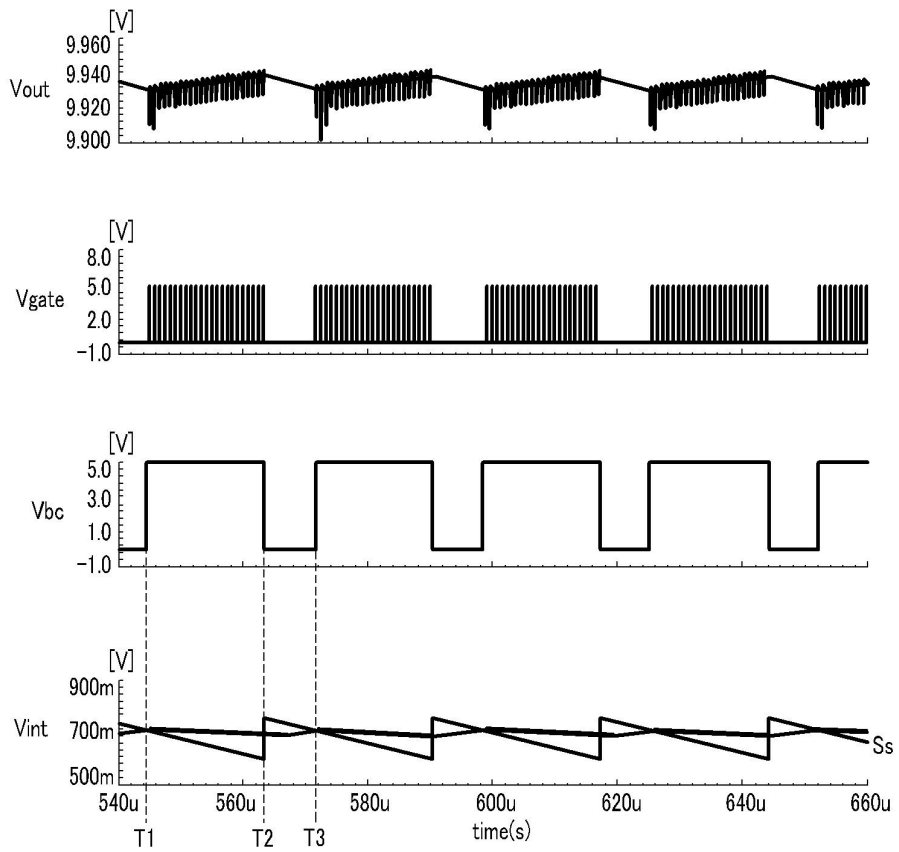 [V]
9.960
9.940
Vout
9.920
9.900
[V]
8.0
5.0
Vgate
2.0
-1.0
[V]
5.0
3.0
Vbc
1.0
-1.0
[V]
900m
Vint 700m
Ss
500m
540u 560u 580u 600u 620u 640u 660u
time(s)
T1 T2 T3